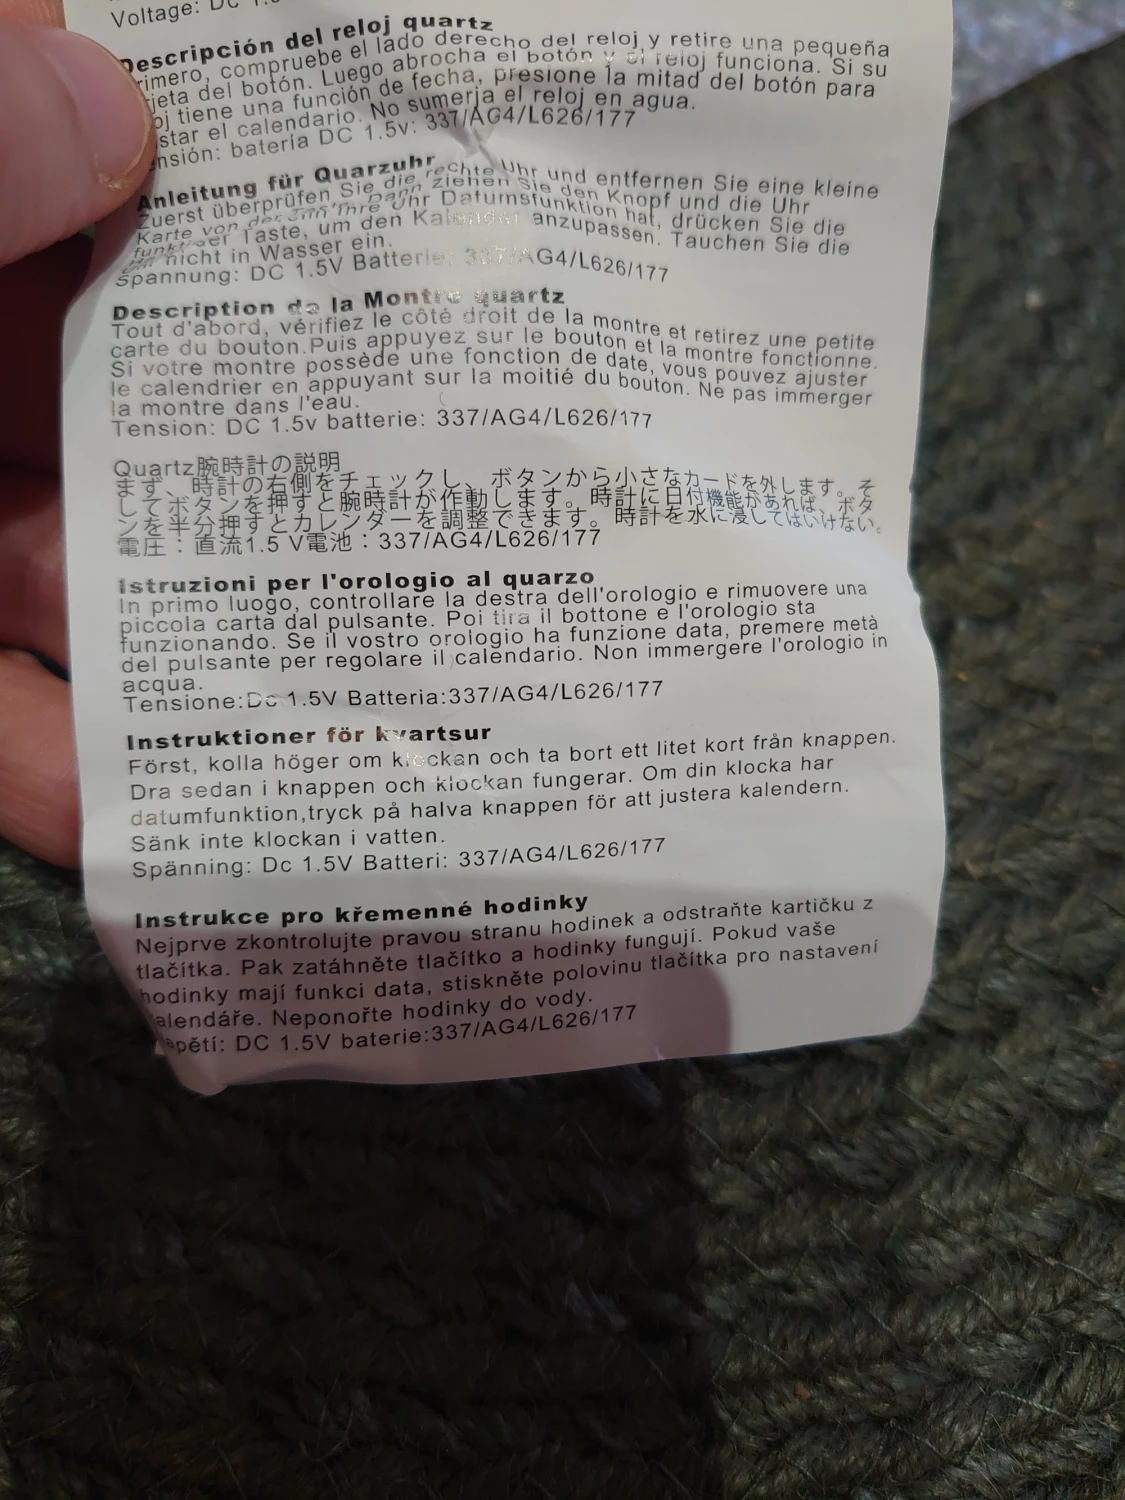 Voltage: DC
Descripción del reloj quartz
compruebe el lado derecho del reloj y retire una pequeña
del botón. Luego abrocha el botón y el reloj funciona. Si su
tiene una función de fecha, presione la mitad del botón para
el calendario. No sumerja el reloj en agua.
batería DC 1.5v: 337/AG4/L626/177
Anleitung für Quarzuhr
Zuerst überprüfen Sie die rechte Uhr und entfernen Sie eine kleine
Karte von ziehen Sie den Knopf und die Uhr
Ihre Uhr Datumsfunktion hat, drücken Sie die
Taste, um den Kalender anzupassen. Tauchen Sie die
nicht in Wasser ein.
Spannung: DC 1.5V Batterie: 337/AG4/L626/177
Description de la Montre quartz
Tout d'abord, vérifiez le côté droit de la montre et retirez une petite
carte du bouton.Puis appuyez sur le bouton et la montre fonctionne.
Si votre montre possède une fonction de date, vous pouvez ajuster
le calendrier en appuyant sur la moitié du bouton. Ne pas immerger
la montre dans l'eau.
Tension: DC 1.5v batterie: 337/AG4/L626/177
Quartz腕時計の説明
まず、時計の右側をチェックし、ボタンから小さなカードを外します。そ
してボタンを押すと腕時計が作動します。時計に日付機能があれば、ボタ
ンを半分押すとカレンダーを調整できます。時計を水に浸してはいけない。
電圧：直流1.5 V電池：337/AG4/L626/177
Istruzioni per l'orologio al quarzo
In primo luogo, controllare la destra dell'orologio e rimuovere una
piccola carta dal pulsante. Poi tira il bottone e l'orologio sta
funzionando. Se il vostro orologio ha funzione data, premere metà
del pulsante per regolare il calendario. Non immergere l'orologio in
acqua.
Tensione:Dc 1.5V Batteria:337/AG4/L626/177
Instruktioner för kvartsur
Först, kolla höger om klockan och ta bort ett litet kort från knappen.
Dra sedan i knappen och klockan fungerar. Om din klocka har
datumfunktion,tryck på halva knappen för att justera kalendern.
Sänk inte klockan i vatten.
Spänning: Dc 1.5V Batteri: 337/AG4/L626/177
Instrukce pro křemenné hodinky
Nejprve zkontrolujte pravou stranu hodinek a odstraňte kartičku z
tlačítka. Pak zatáhněte tlačítko a hodinky fungují. Pokud vaše
hodinky mají funkci data, stiskněte polovinu tlačítka pro nastavení
alendáře. Neponořte hodinky do vody.
apětí: DC 1.5V baterie:337/AG4/L626/177